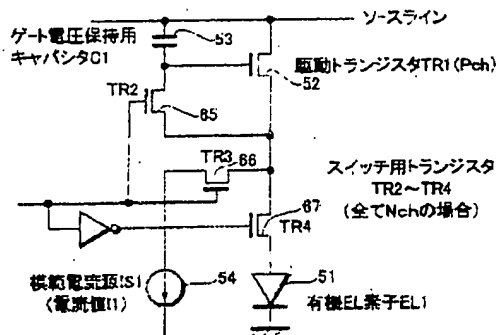 ソースライン
ゲート電圧保持用
キャパシタC1
53
駆動トランジスタTR1(Pch)
52
TR2
65
TR3
66
スイッチ用トランジスタ
TR2～TR4
(全てNchの場合)
67
TR4
模範電流源IS1
(電流値I1)
54
51
有機EL素子EL1